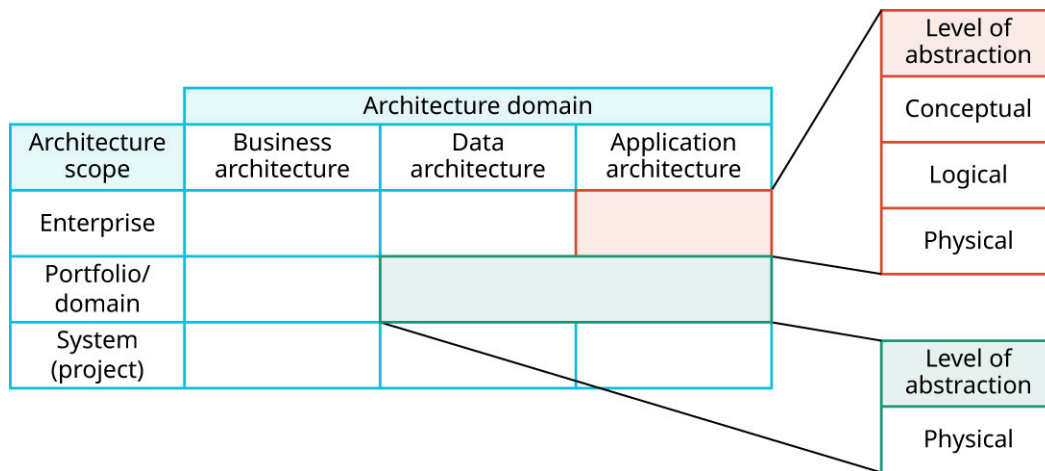 Level of
abstraction
Conceptual
Logical
Physical
Architecture domain
Architecture
scope
Business
architecture
Data
architecture
Application
architecture
Enterprise
Portfolio/
domain
System
(project)
Level of
abstraction
Physical